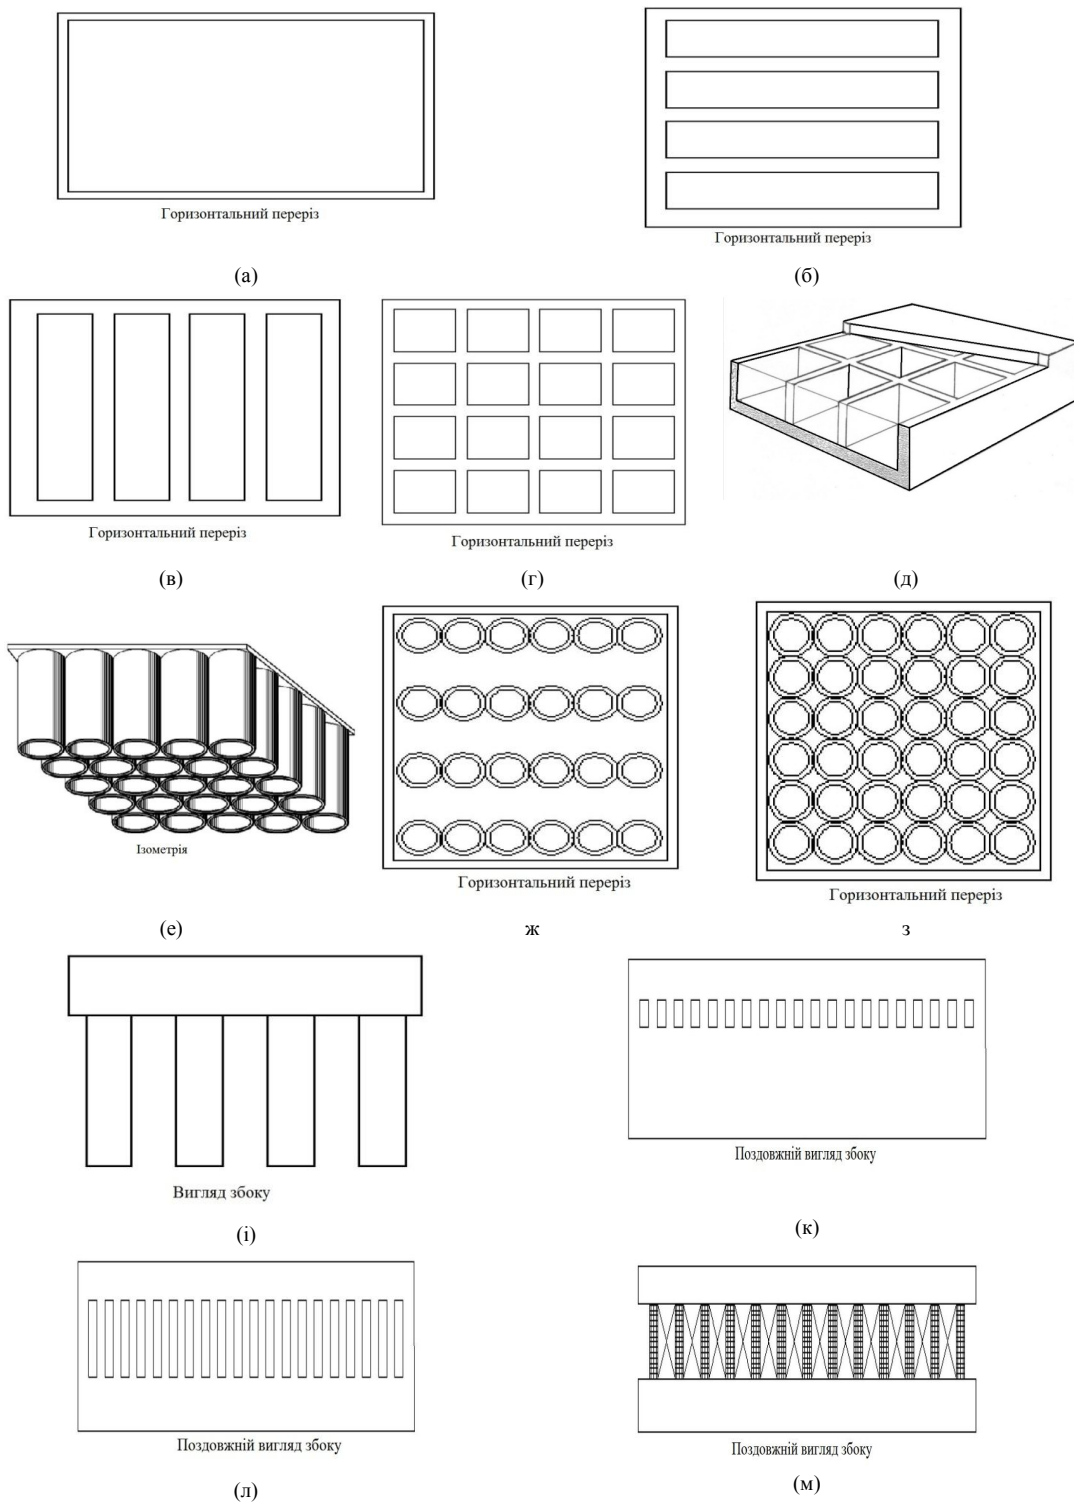 Горизонтальний переріз
Горизонтальний переріз
(а)
(б)
Горизонтальний переріз
Горизонтальний переріз
(в)
(г)
(д)
Ізометрія
Горизонтальний переріз
Горизонтальний переріз
(е)
ж
з
Вигляд збоку
Поздовжній вигляд збоку
(і)
(к)
Поздовжній вигляд збоку
Поздовжній вигляд збоку
(л)
(м)